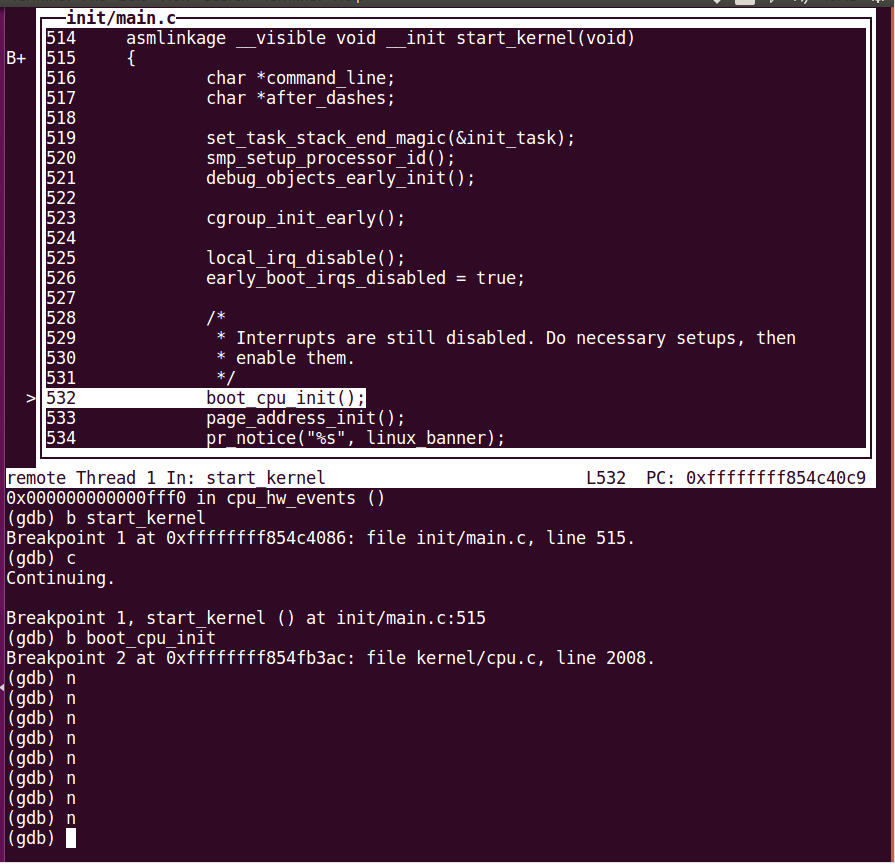 init/main.c
514     asmlinkage __visible void __init start_kernel(void)
B+ 515     {
516             char *command_line;
517             char *after_dashes;
518
519             set_task_stack_end_magic(&init_task);
520             smp_setup_processor_id();
521             debug_objects_early_init();
522
523             cgroup_init_early();
524
525             local_irq_disable();
526             early_boot_irqs_disabled = true;
527
528             /*
529              * Interrupts are still disabled. Do necessary setups, then
530              * enable them.
531              */
> 532             boot_cpu_init();
533             page_address_init();
534             pr_notice("%s", linux_banner);
remote Thread 1 In: start_kernel                          L532  PC: 0xffffffff854c40c9
0x000000000000fff0 in cpu_hw_events ()
(gdb) b start_kernel
Breakpoint 1 at 0xffffffff854c4086: file init/main.c, line 515.
(gdb) c
Continuing.
Breakpoint 1, start_kernel () at init/main.c:515
(gdb) b boot_cpu_init
Breakpoint 2 at 0xffffffff854fb3ac: file kernel/cpu.c, line 2008.
(gdb) n
(gdb) n
(gdb) n
(gdb) n
(gdb) n
(gdb) n
(gdb) n
(gdb) n
(gdb)